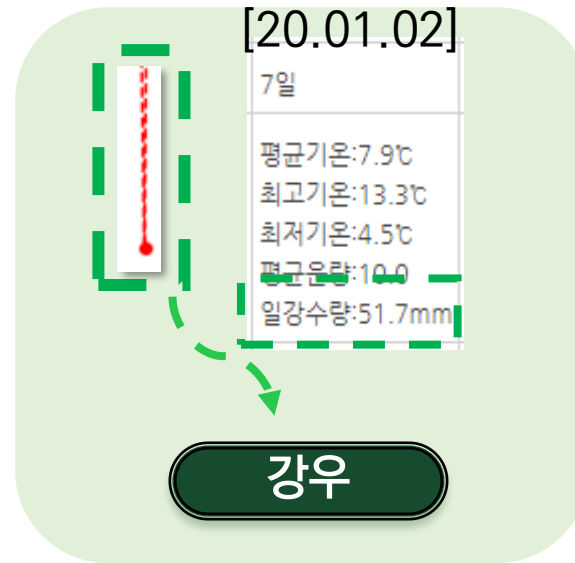 [20.01.02]
7일
평균기온:7.9℃
최고기온:13.3℃
최저기온:4.5℃
평균운량:10.0
일강수량:51.7mm
강우